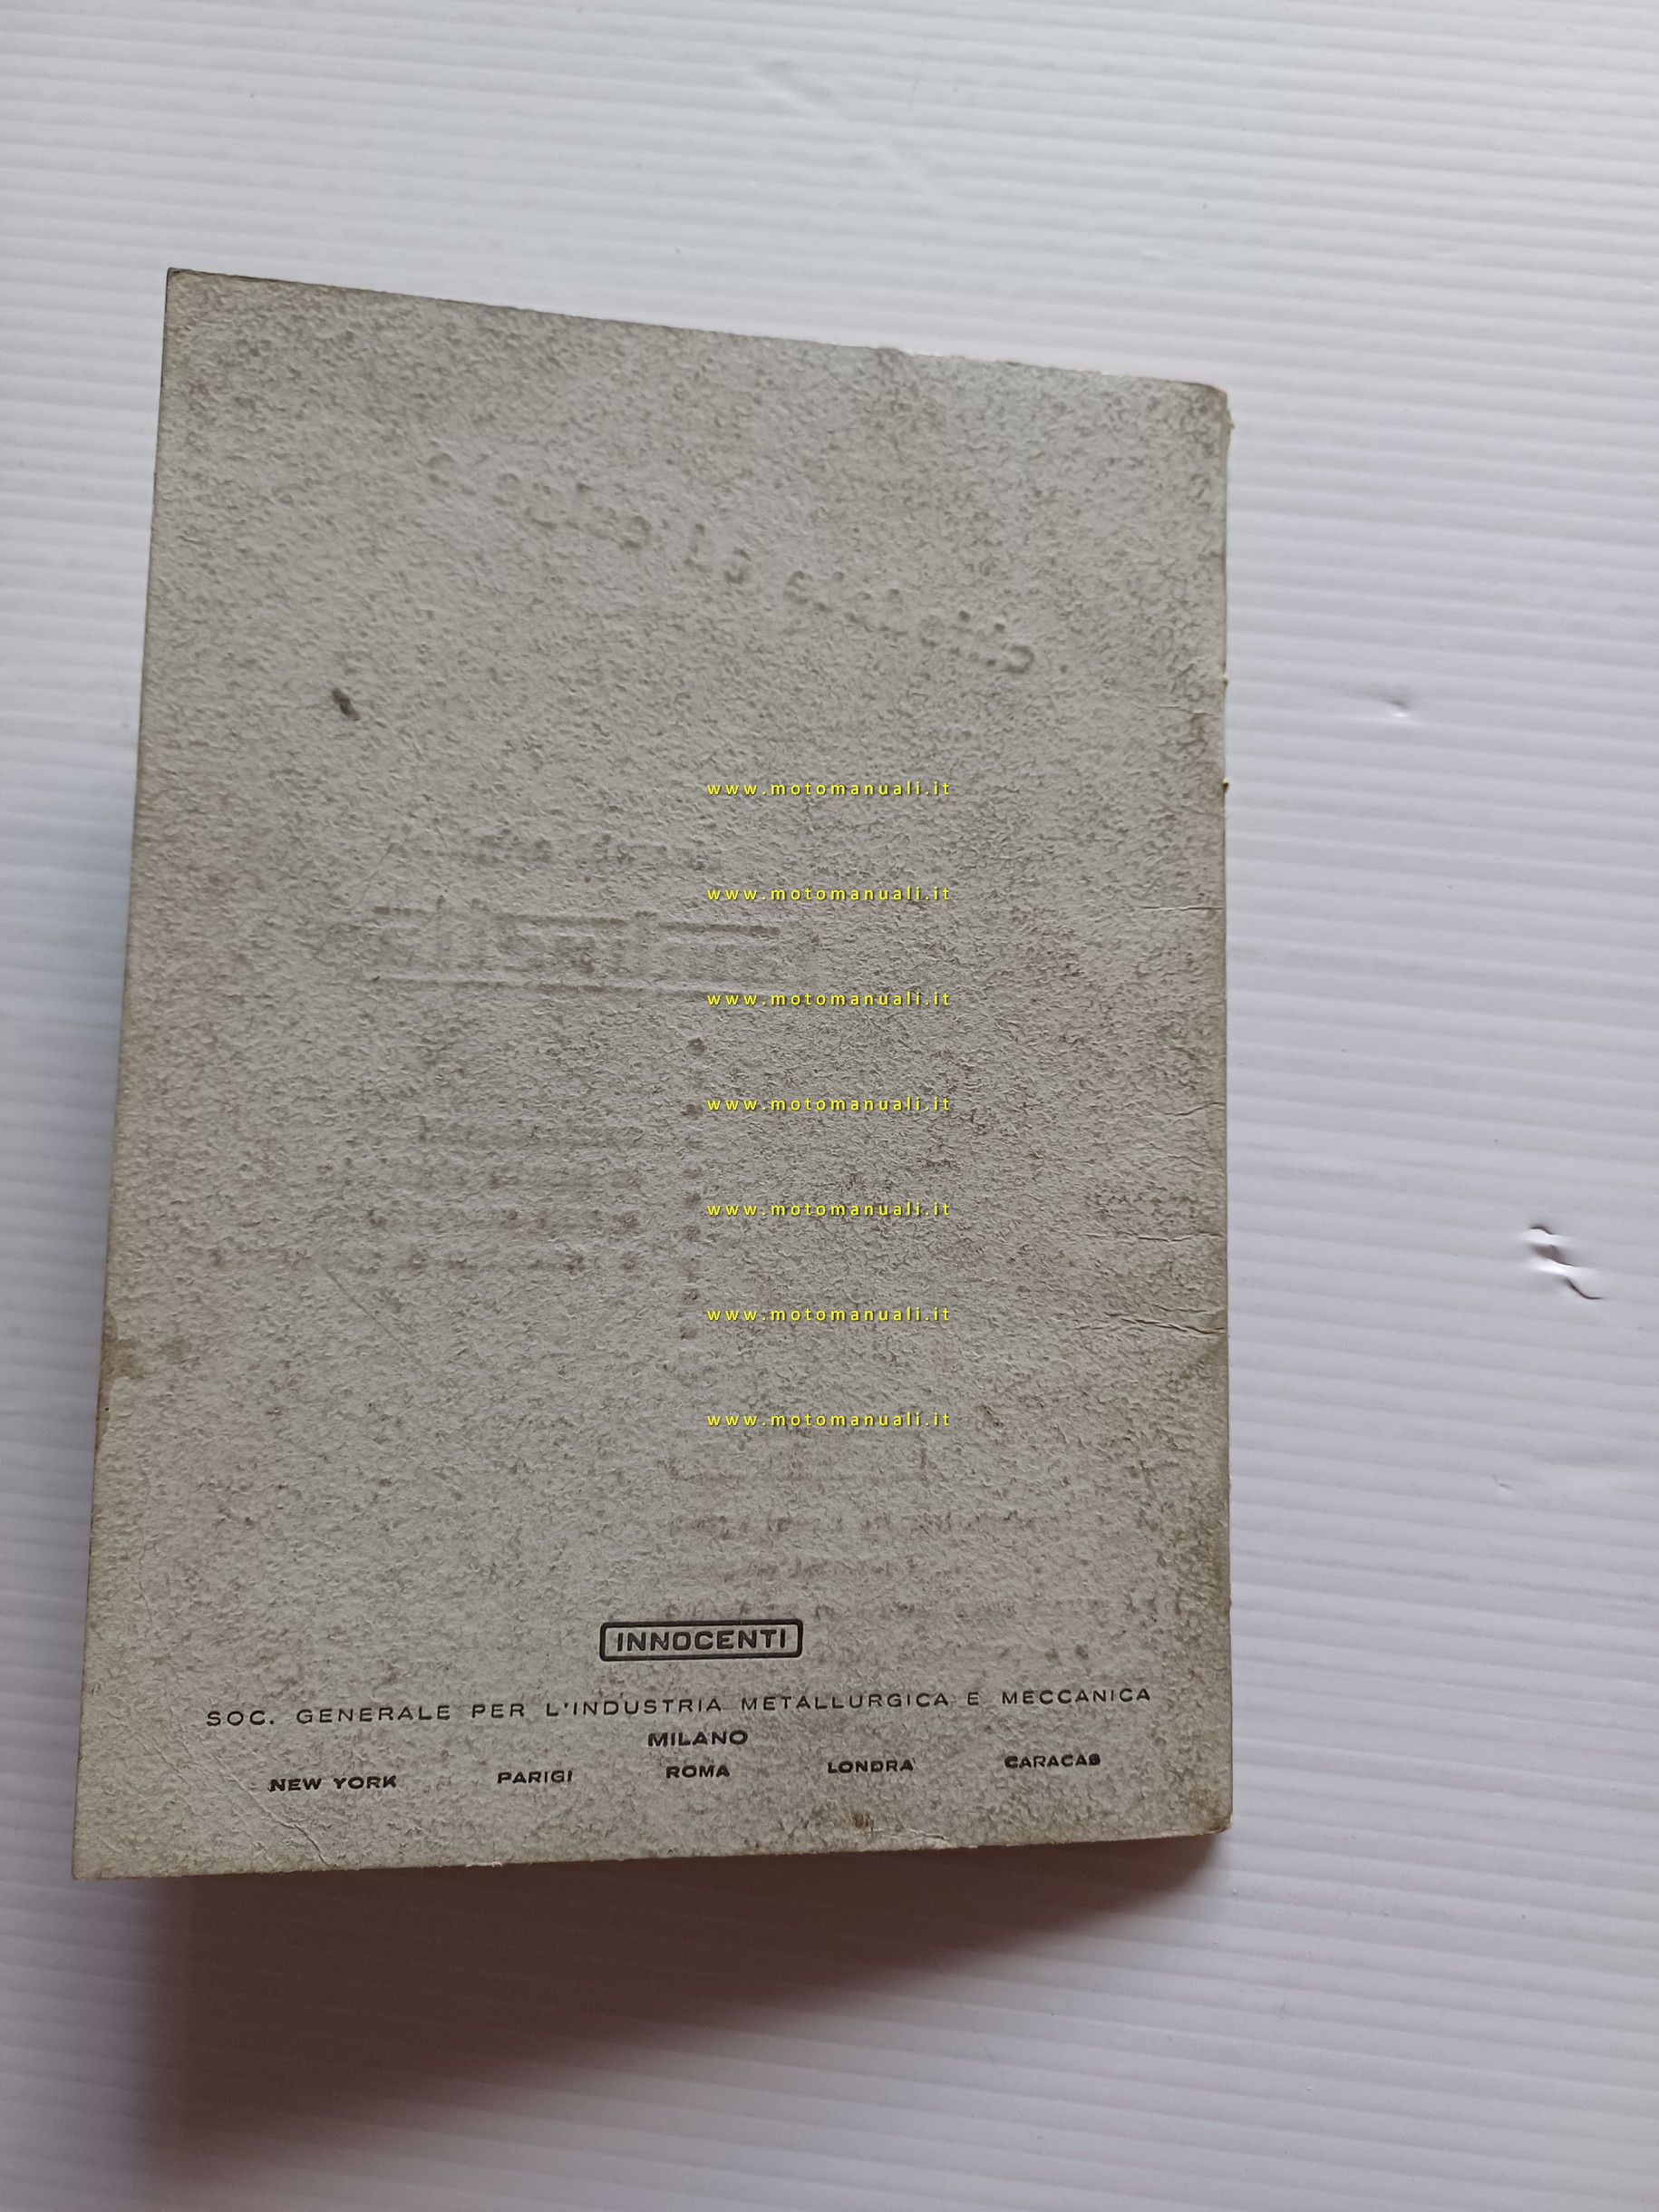 www.motomanuali.it
www.motomanuali.it
www.motomanuali.it
www.motomanuali.it
www.motomanuali.it
www.motomanuali.it
www.motomanuali.it
INNOCENTI
SOC. GENERALE PER L'INDUSTRIA METALLURGICA E MECCANICA
MILANO
NEW YORK PARIGI ROMA LONDRA CARACAS